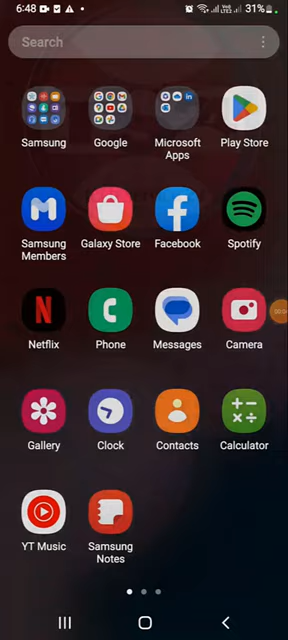 6:48
31%
Search
Samsung
Google
Microsoft
Apps
Play Store
Samsung
Members
Galaxy Store
Facebook
Spotify
Netflix
Phone
Messages
Camera
Gallery
Clock
Contacts
Calculator
YT Music
Samsung
Notes